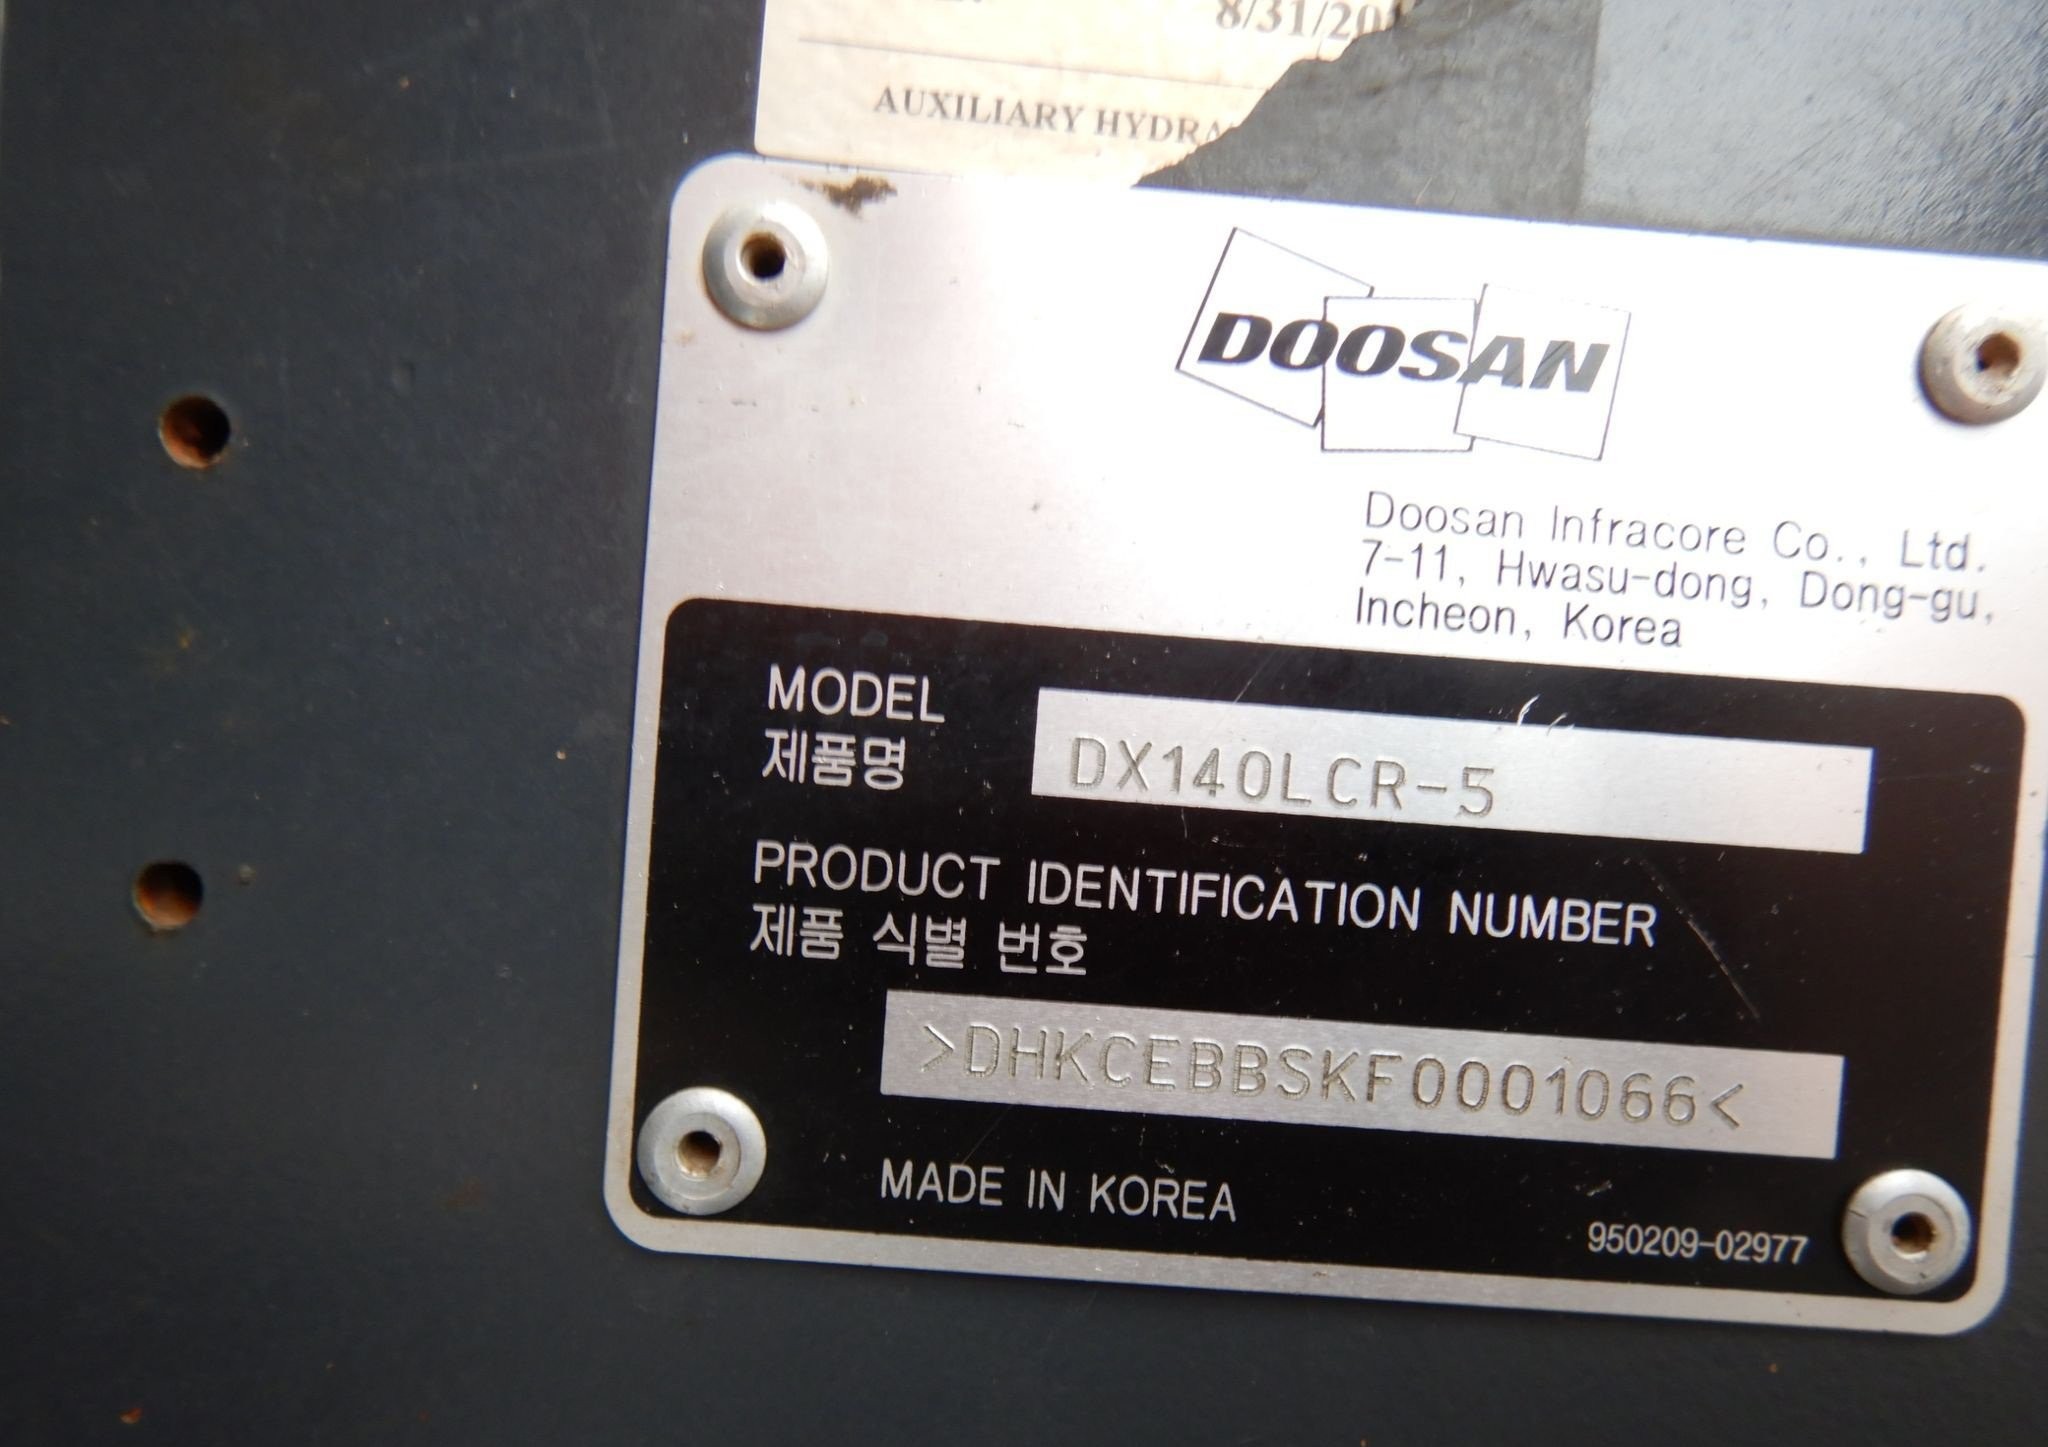 8/31/20
AUXILIARY HYDRA
DOOSAN
Doosan Infracore Co., Ltd.
7-11, Hwasu-dong, Dong-gu,
Incheon, Korea
MODEL
제품명
DX140LCR-5
PRODUCT IDENTIFICATION NUMBER
제품 식별 번호
>DHKCEBBSKF0001066<
MADE IN KOREA
950209-02977